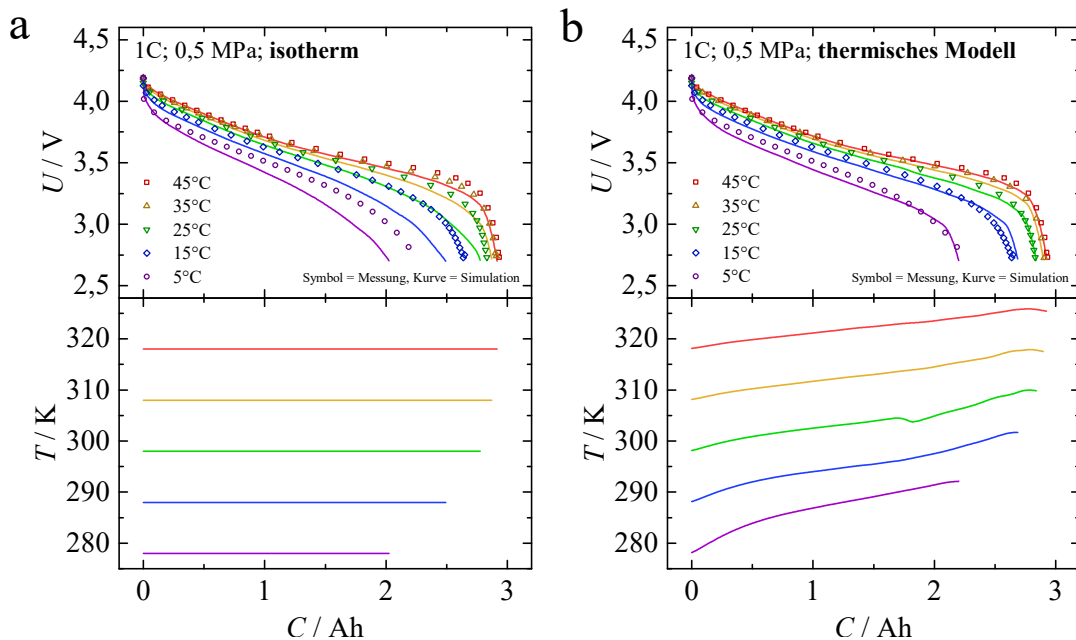 a
1C; 0,5 MPa; isotherm
4,5
4,0
3,5
3,0
2,5
U / V
45°C
35°C
25°C
15°C
5°C
Symbol = Messung, Kurve = Simulation
320
310
300
290
280
T / K
0
1
2
3
C / Ah
b
1C; 0,5 MPa; thermisches Modell
4,5
4,0
3,5
3,0
2,5
U / V
45°C
35°C
25°C
15°C
5°C
Symbol = Messung, Kurve = Simulation
320
310
300
290
280
T / K
0
1
2
3
C / Ah